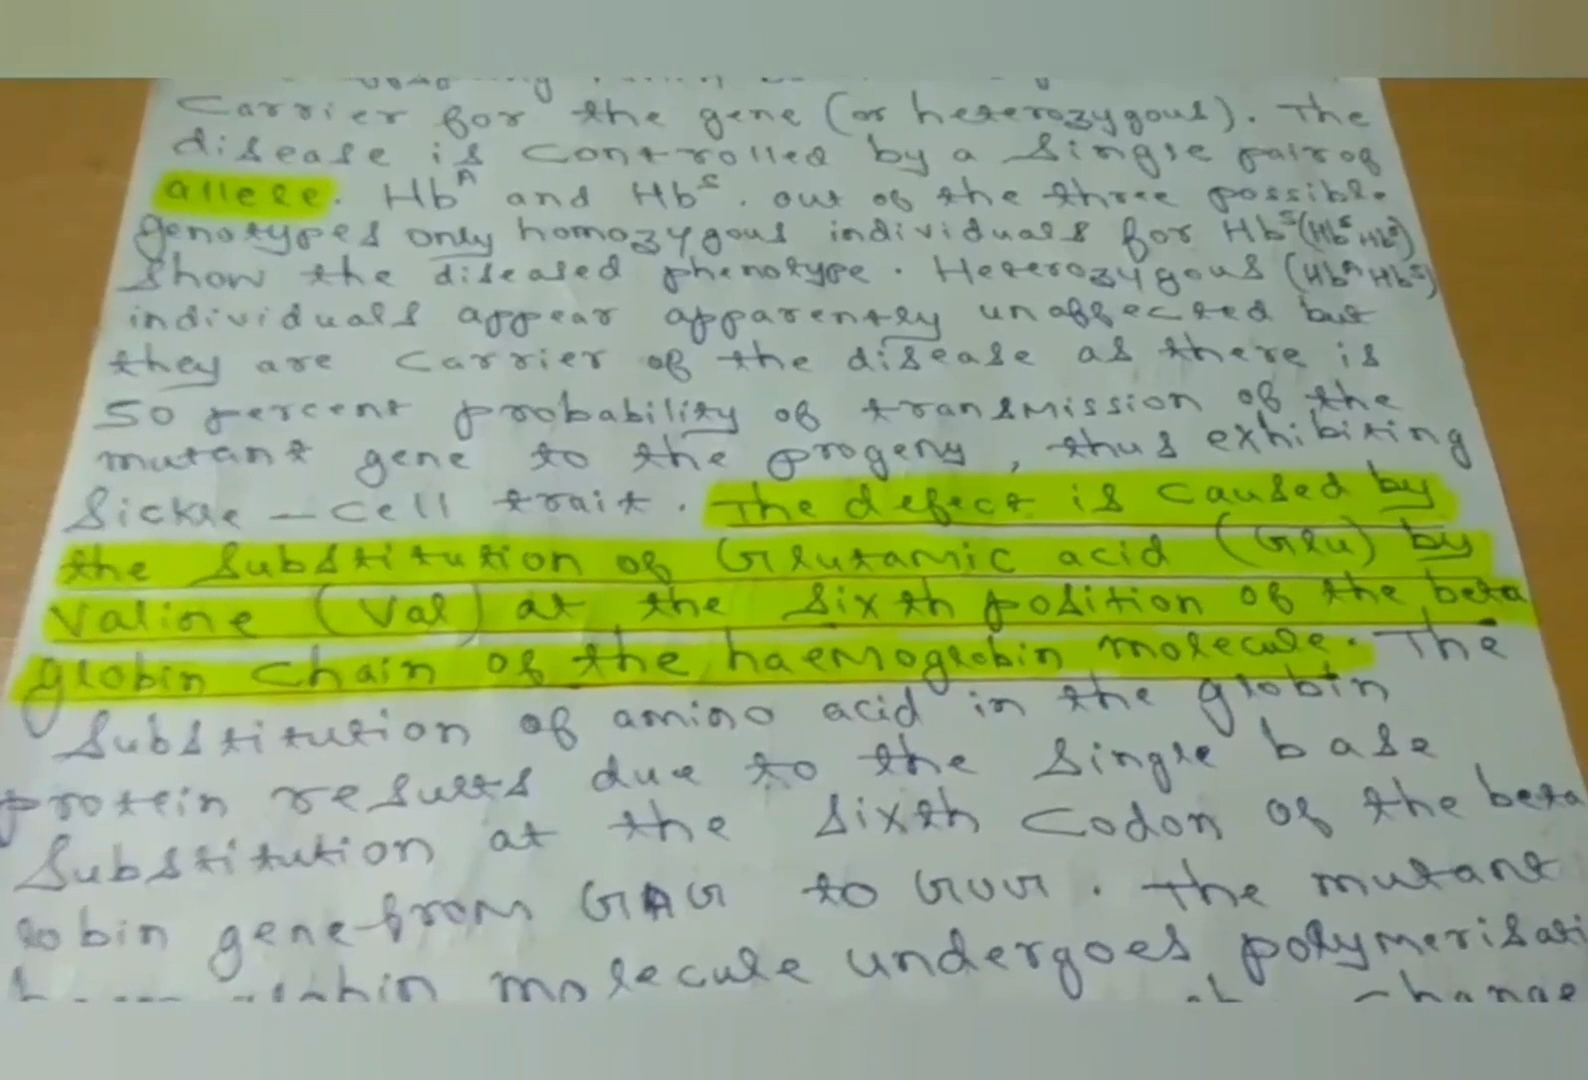 Carrier for the gene (or heterozygous). The
disease is controlled by a single pair of
allele. Hb^A and Hb^S. out of the three possible
genotypes only homozygous individuals for Hb^S (Hb^S Hb^S)
show the diseased phenotype. Heterozygous (Hb^A Hb^S)
individuals appear apparently unaffected but
they are carrier of the disease as there is
50 percent probability of transmission of the
mutant gene to the progeny, thus exhibiting
Sickle - cell trait. The defect is caused by
the substitution of Glutamic acid (Glu) by
Valine (Val) at the sixth position of the beta
globin chain of the haemoglobin molecule. The
substitution of amino acid in the globin
protein results due to the single base
substitution at the sixth codon of the beta
lobin gene from GAG to GUG. The mutant
molecule undergoes polymerisati
change